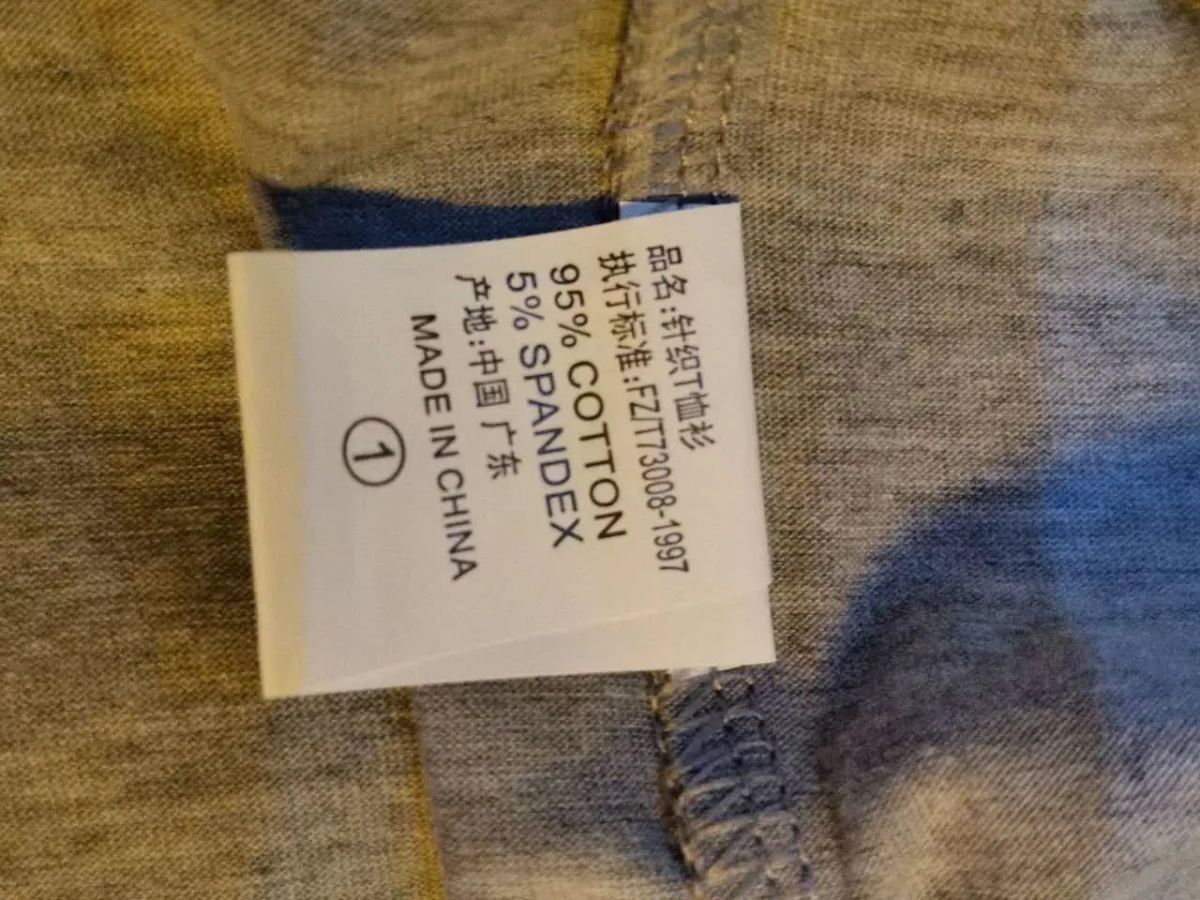 品名:针织T恤衫
执行标准:FZ/T73008-1997
95% COTTON
5% SPANDEX
产地:中国 广东
MADE IN CHINA
1